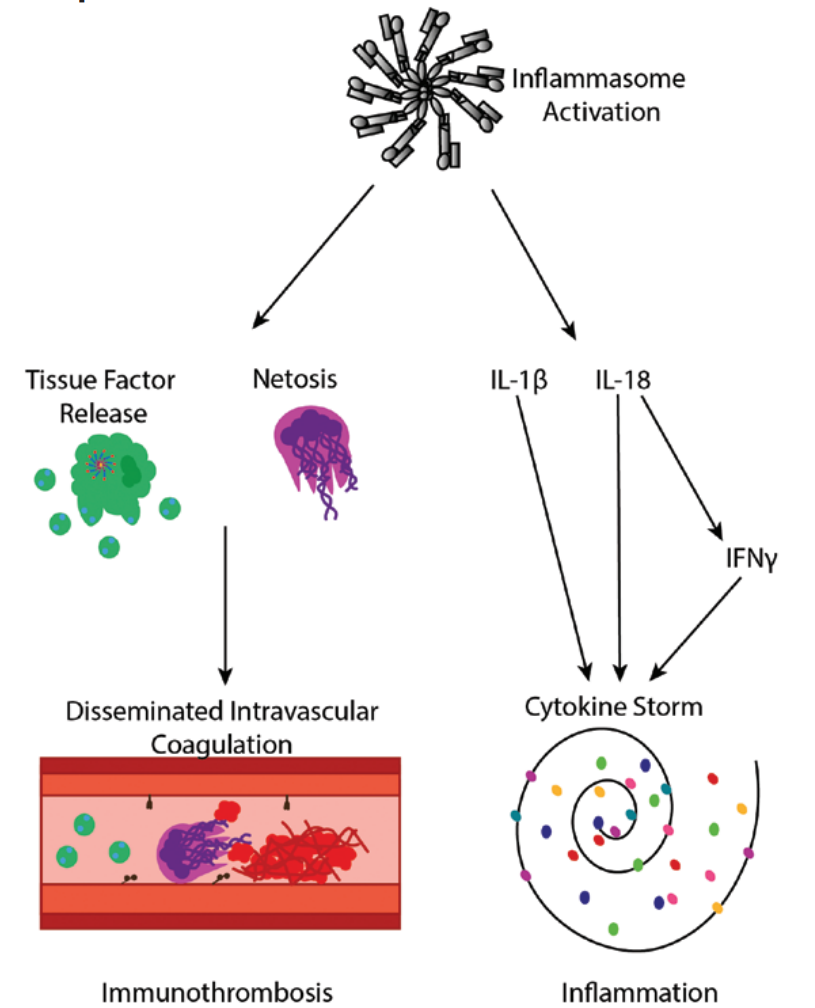 Inflammasome
Activation
Tissue Factor
Release
Netosis
IL-1β
IL-18
IFNγ
Disseminated Intravascular
Coagulation
Cytokine Storm
Immunothrombosis
Inflammation